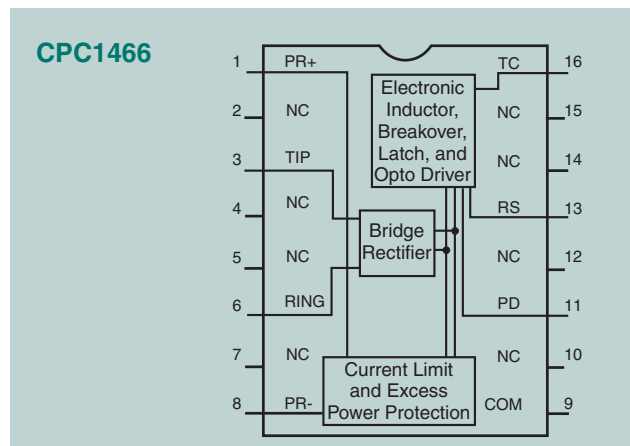 CPC1466
1 PR+ TC 16
Electronic
Inductor,
Breakover,
Latch, and
Opto Driver
2 NC NC 15
3 TIP NC 14
4 NC RS 13
Bridge
Rectifier
5 NC NC 12
6 RING PD 11
7 NC NC 10
Current Limit
and Excess
Power Protection
8 PR- COM 9